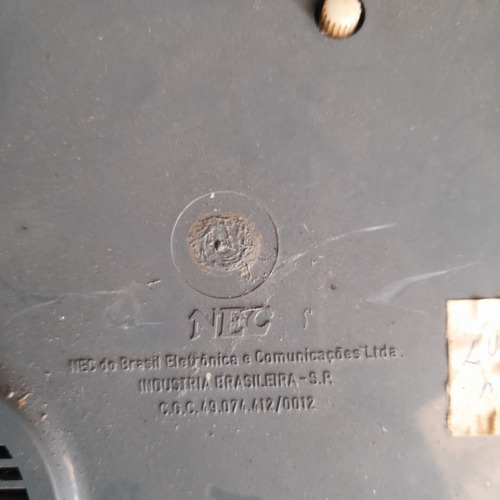 NEC
NEC do Brasil Eletrônica e Comunicações Ltda.
INDUSTRIA BRASILEIRA - S.P.
C.G.C. 49.074.412/0012